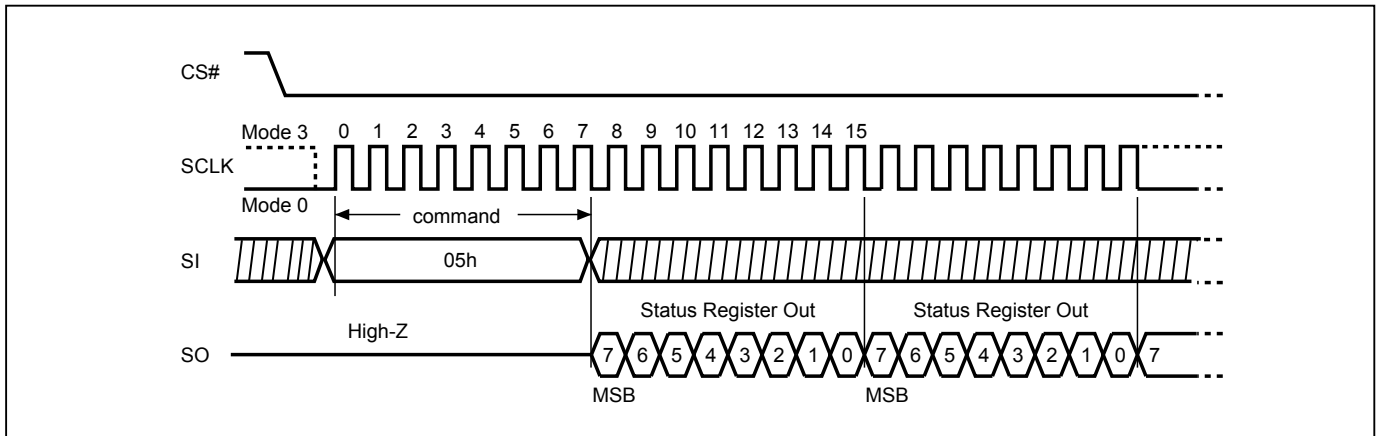 CS#
Mode 3 0 1 2 3 4 5 6 7 8 9 10 11 12 13 14 15
SCLK
Mode 0
command
SI 05h
Status Register Out Status Register Out
High-Z
SO 7 6 5 4 3 2 1 0 7 6 5 4 3 2 1 0 7
MSB MSB